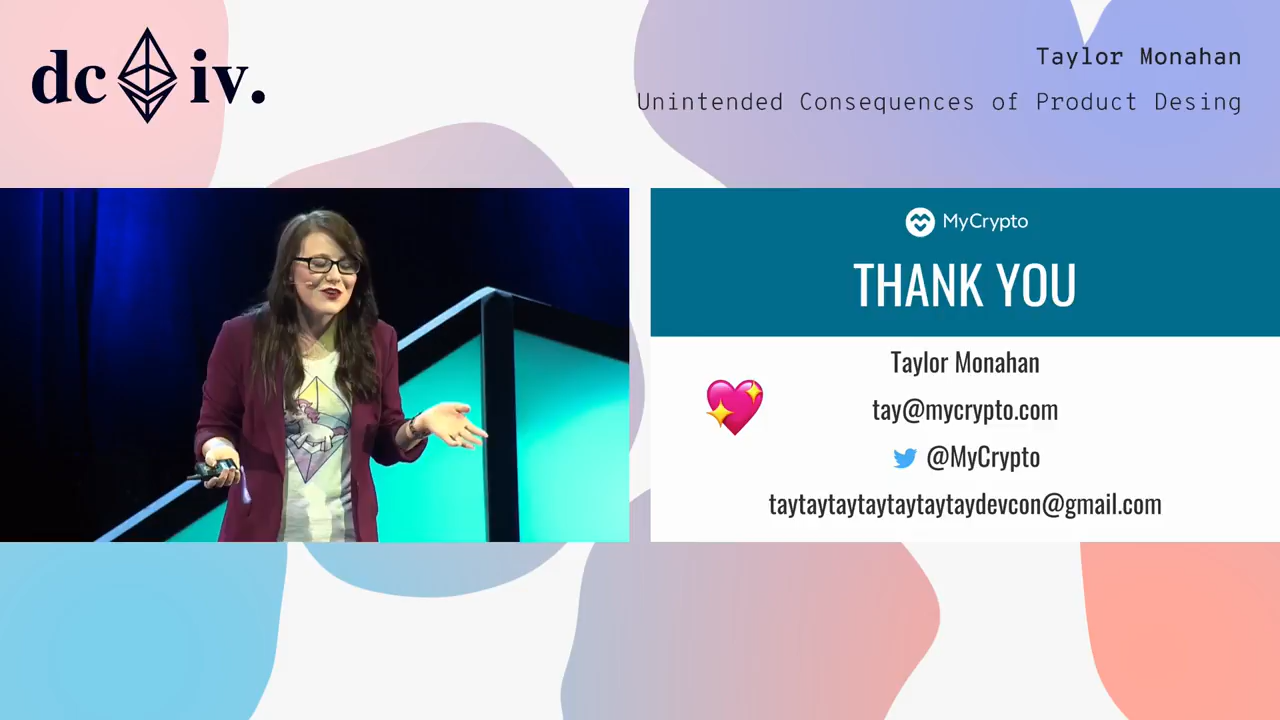 dc iv.
Taylor Monahan
Unintended Consequences of Product Desing
MyCrypto
THANK YOU
Taylor Monahan
tay@mycrypto.com
@MyCrypto
taytaytaytaytaytaytaydevcon@gmail.com